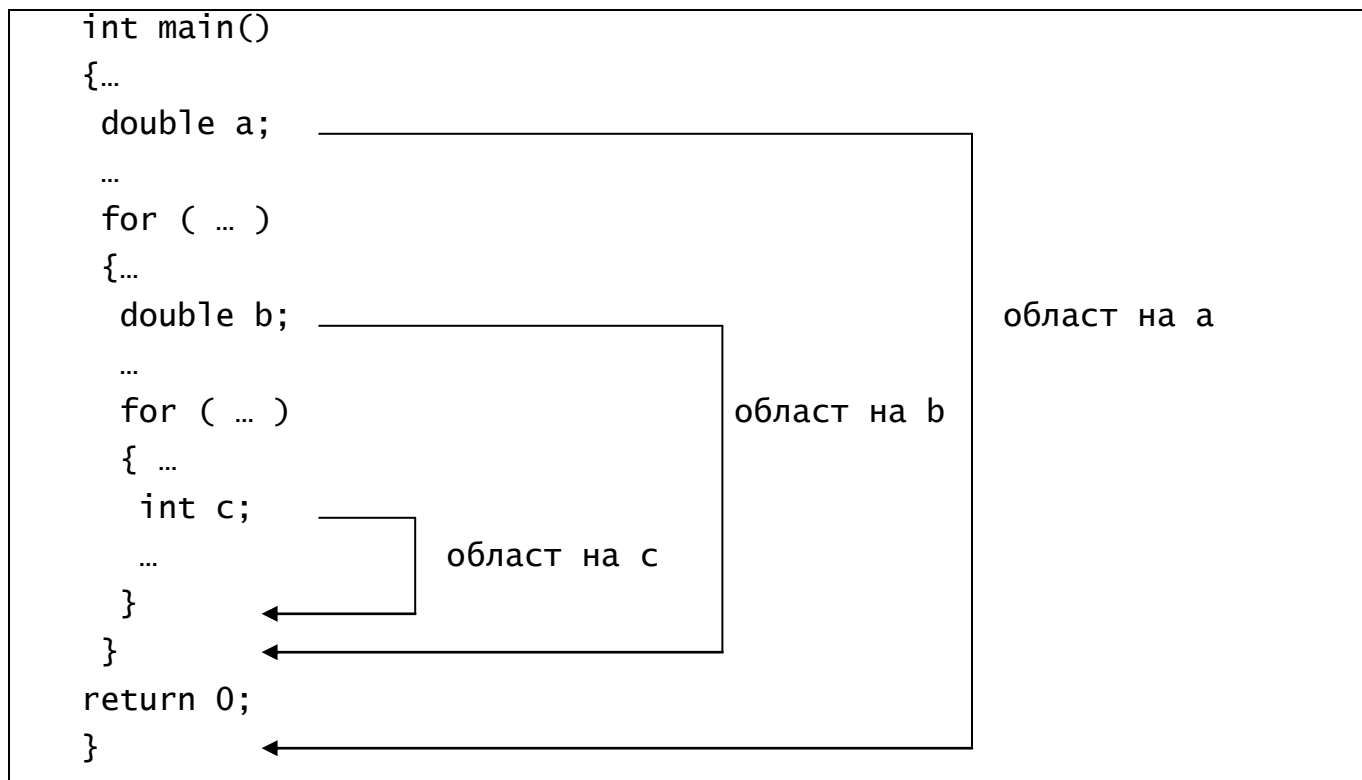 int main()
{…
double a;
…
for ( … )
{…
double b; област на a
…
for ( … ) област на b
{ …
int c;
… област на c
}
}
return 0;
}